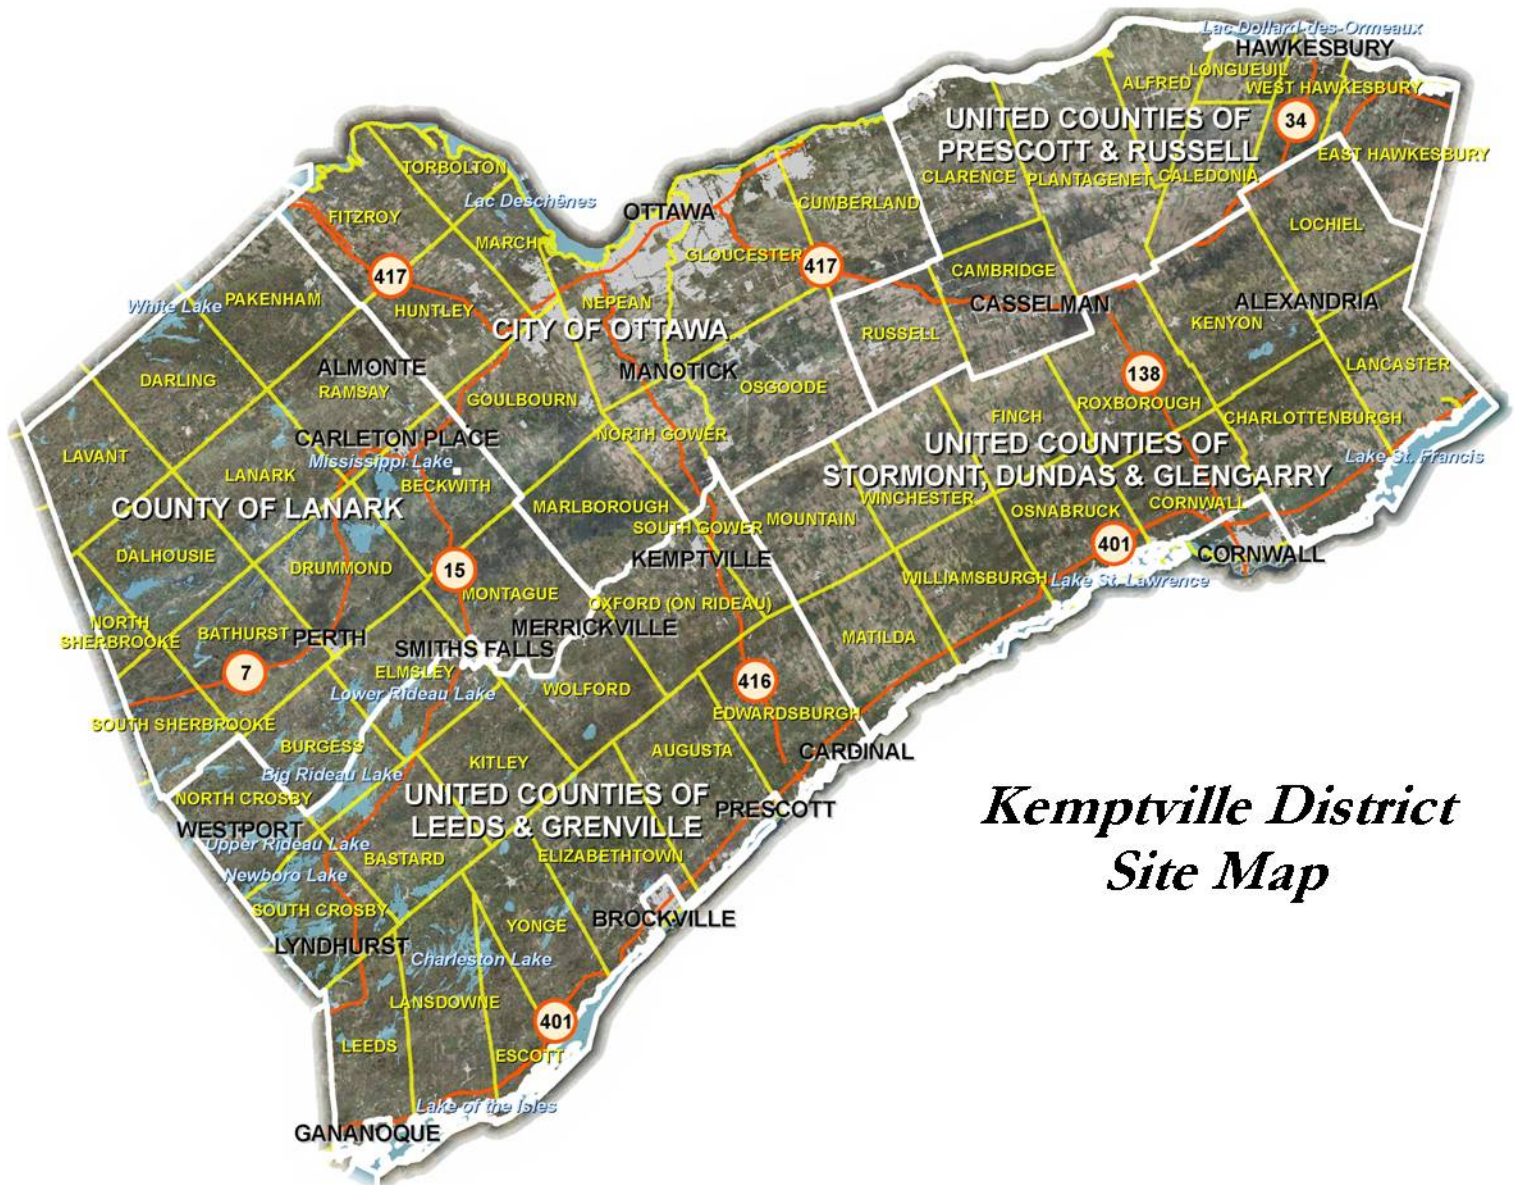 Lac Dollard-des-Ormeaux
HAWKESBURY
LONGUEUIL
ALFRED
WEST HAWKESBURY
34
UNITED COUNTIES OF
PRESCOTT & RUSSELL
EAST HAWKESBURY
CLARENCE
PLANTAGENET
CALEDONIA
TORBOLTON
Lac Deschênes
OTTAWA
CUMBERLAND
FITZROY
LOCHIEL
MARCH
GLOUCESTER
417
417
CAMBRIDGE
White Lake
PAKENHAM
HUNTLEY
NEPEAN
CASSELMAN
ALEXANDRIA
CITY OF OTTAWA
RUSSELL
KENYON
ALMONTE
RAMSAY
MANOTICK
DARLING
OSGOODE
138
LANCASTER
GOULBOURN
ROXBOROUGH
FINCH
CHARLOTTENBURGH
CARLETON PLACE
NORTH GOWER
UNITED COUNTIES OF
STORMONT, DUNDAS & GLENGARRY
LAVANT
Mississippi Lake
Lake St. Francis
LANARK
BECKWITH
WINCHESTER
COUNTY OF LANARK
MARLBOROUGH
SOUTH GOWER
MOUNTAIN
OSNABRUCK
CORNWALL
DALHOUSIE
KEMPTVILLE
401
CORNWALL
DRUMMOND
15
WILLIAMSBURGH
Lake St. Lawrence
MONTAGUE
OXFORD (ON RIDEAU)
NORTH
SHERBROOKE
BATHURST
PERTH
MERRICKVILLE
MATILDA
SMITHS FALLS
7
ELMSLEY
416
Lower Rideau Lake
WOLFORD
EDWARDSBURGH
SOUTH SHERBROOKE
BURGESS
AUGUSTA
CARDINAL
KITLEY
Big Rideau Lake
NORTH CROSBY
UNITED COUNTIES OF
LEEDS & GRENVILLE
PRESCOTT
Kemptville District
Site Map
WESTPORT
Upper Rideau Lake
BASTARD
ELIZABETHTOWN
Newboro Lake
SOUTH CROSBY
YONGE
BROCKVILLE
LYNDHURST
Charleston Lake
LANSDOWNE
401
LEEDS
ESCOTT
Lake of the Isles
GANANOQUE